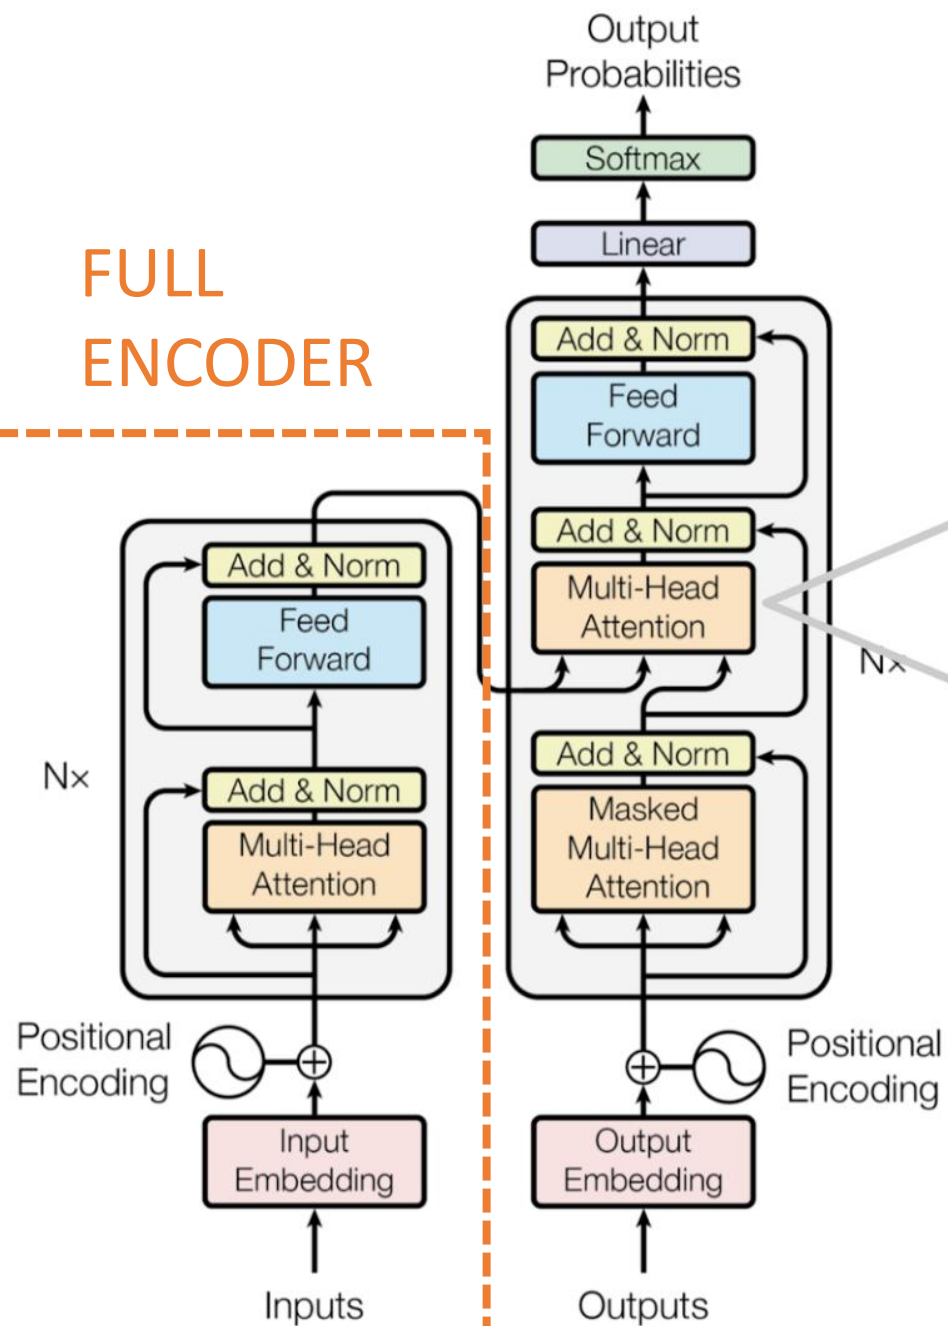 Output
Probabilities
Softmax
Linear
Add & Norm
Feed
Forward
Add & Norm
Multi-Head
Attention
Nx
Add & Norm
Masked
Multi-Head
Attention
Positional
Encoding
Output
Embedding
Outputs
FULL
ENCODER
Add & Norm
Feed
Forward
Nx
Add & Norm
Multi-Head
Attention
Positional
Encoding
Input
Embedding
Inputs